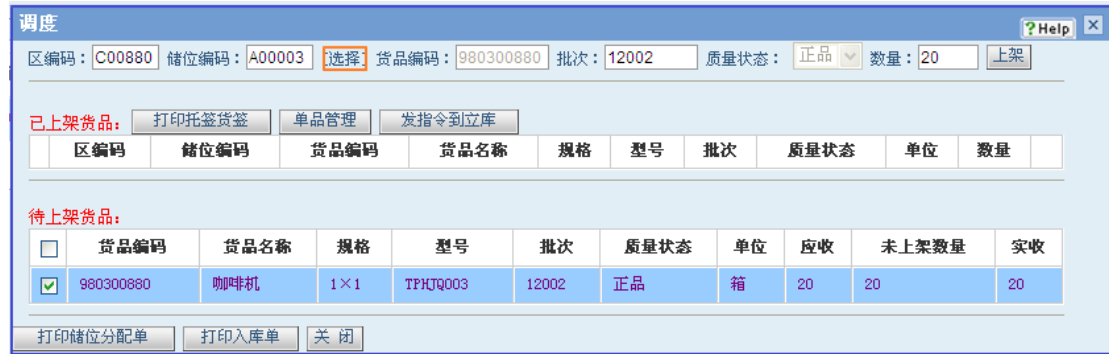 调度 ?Help ×
区编码：C00880 储位编码：A00003 [选择] 货品编码：980300880 批次：12002 质量状态：正品 数量：20 上架
已上架货品： 打印托签货签 单品管理 发指令到立库
区编码 储位编码 货品编码 货品名称 规格 型号 批次 质量状态 单位 数量
待上架货品：
货品编码 货品名称 规格 型号 批次 质量状态 单位 应收 未上架数量 实收
980300880 咖啡机 1×1 TPHJQ003 12002 正品 箱 20 20 20
打印储位分配单 打印入库单 关 闭